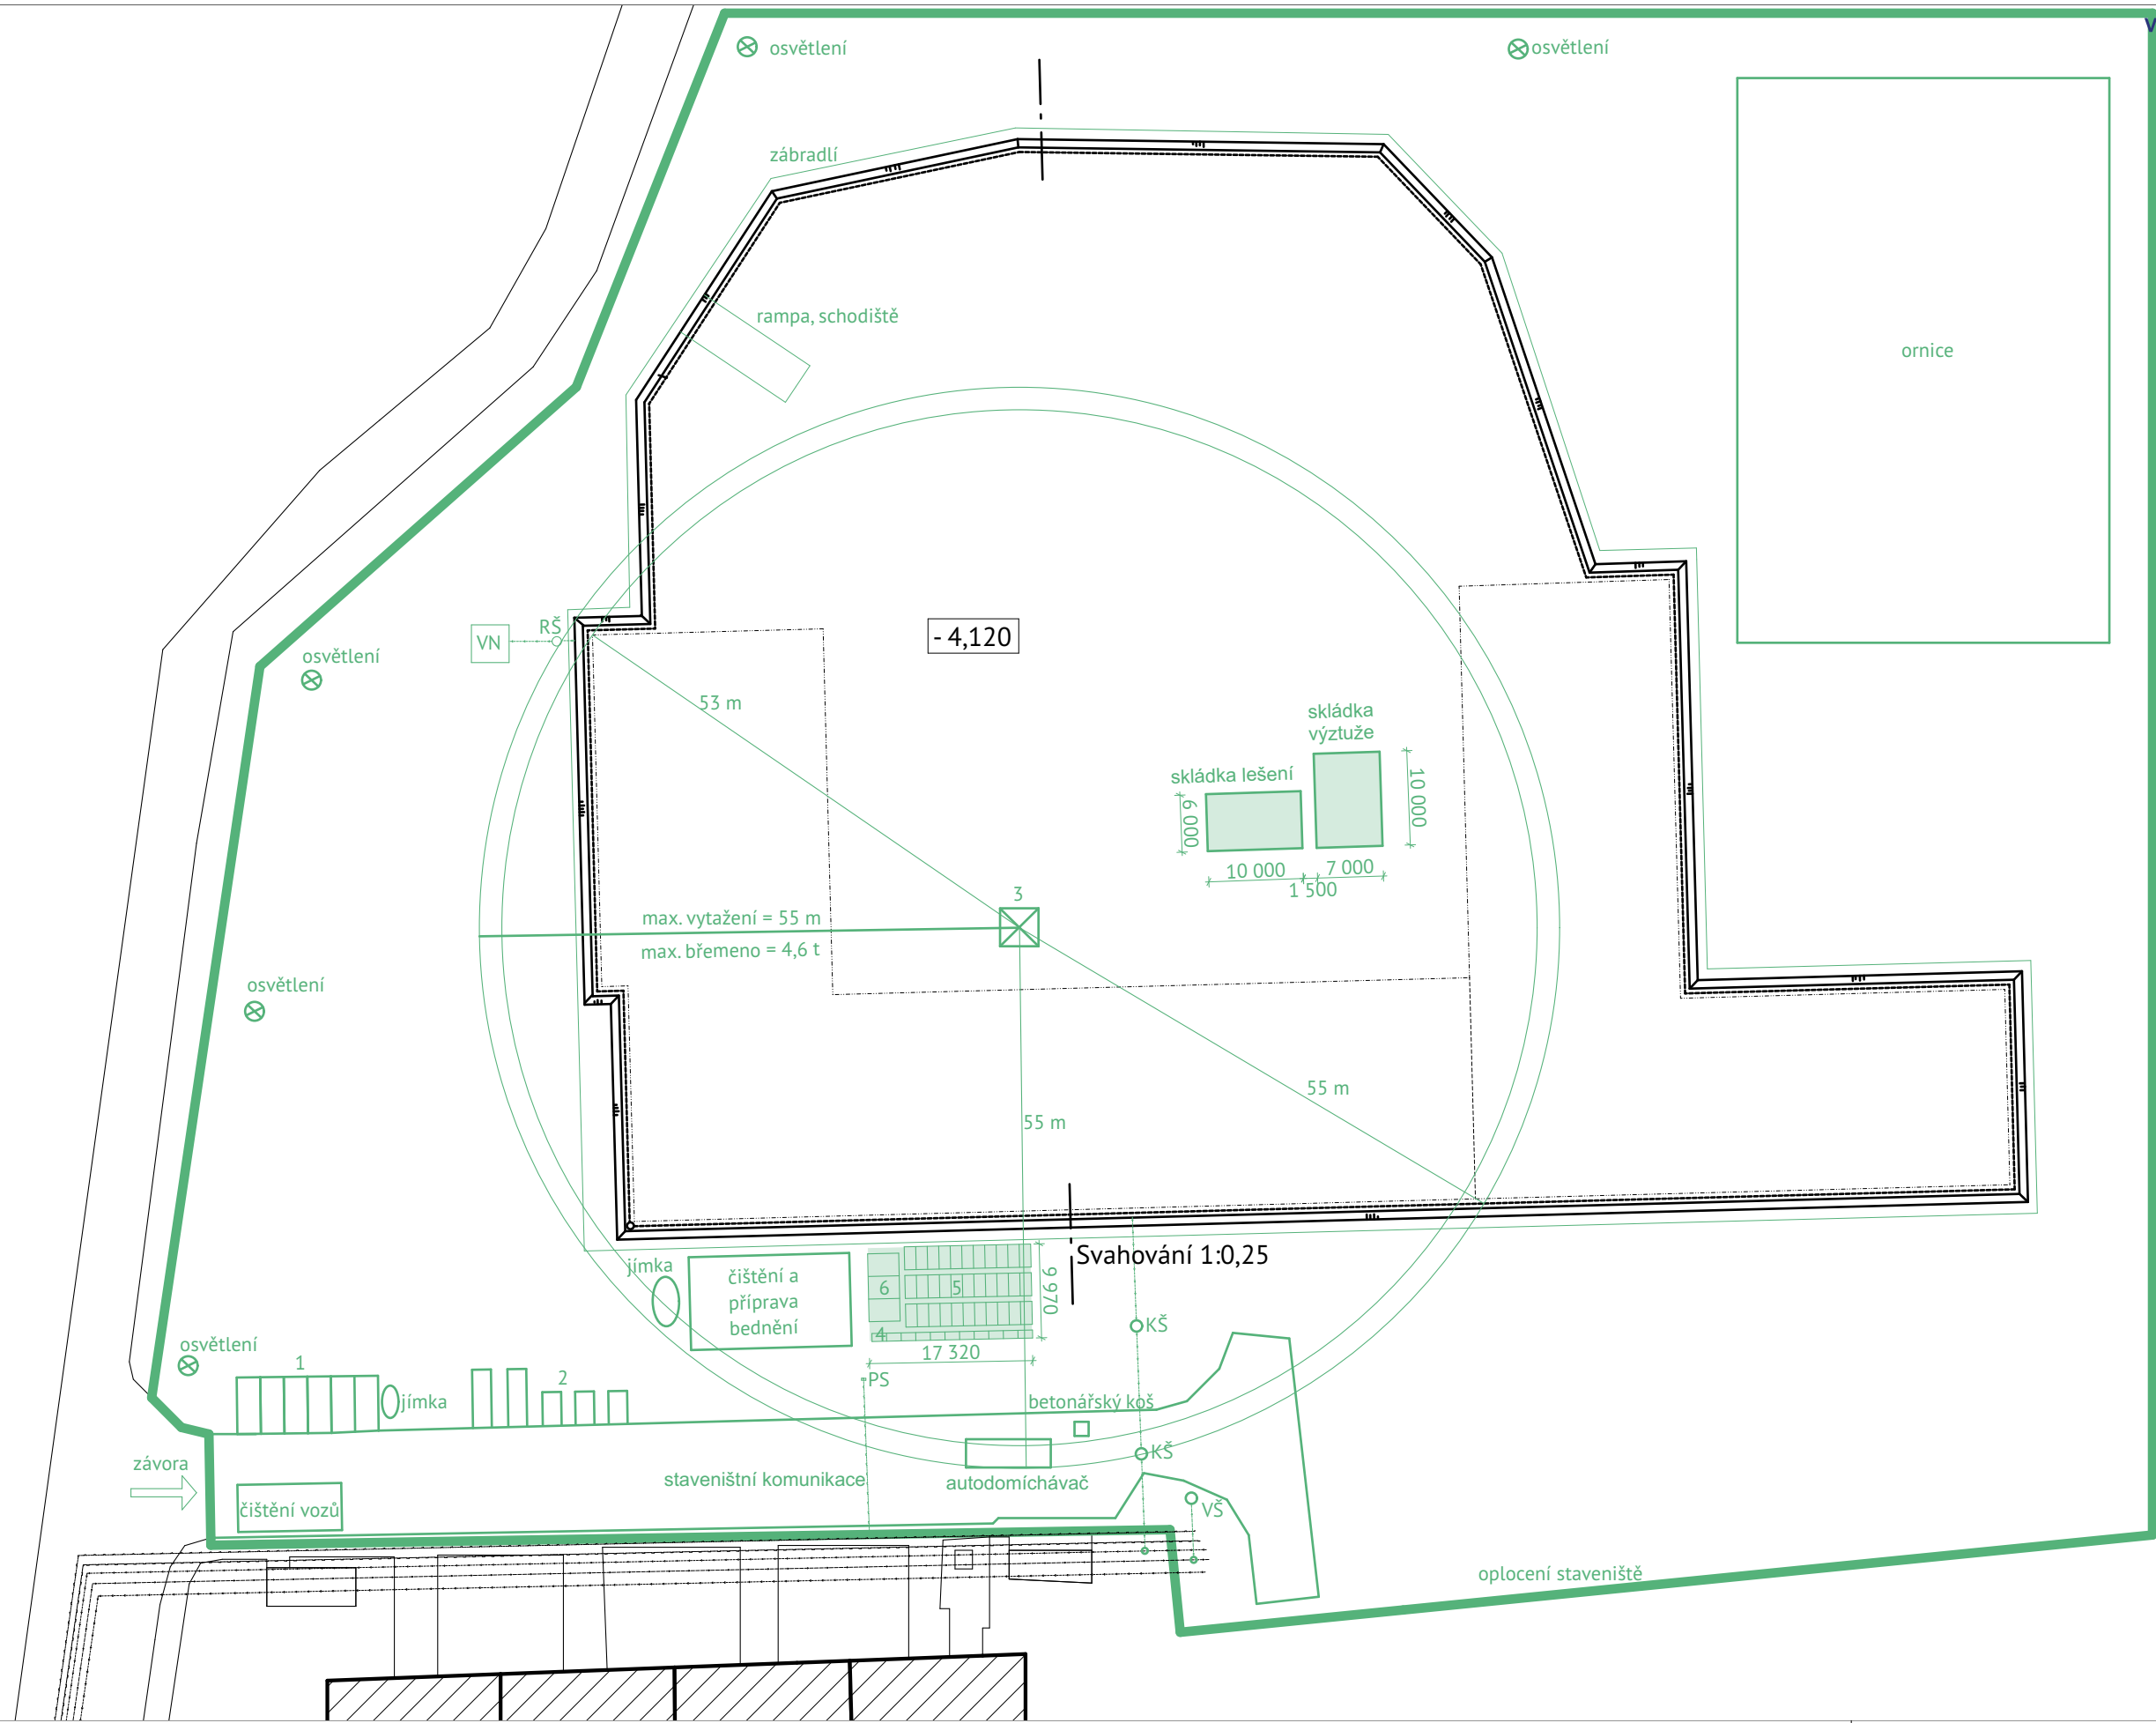 V
osvětlení
osvětlení
zábradlí
rampa, schodiště
ornice
RŠ
VN
- 4,120
osvětlení
53 m
skládka
výztuže
skládka lešení
10 000
6 000
10 000
7 000
1 500
3
max. vytažení = 55 m
max. břemeno = 4,6 t
osvětlení
55 m
55 m
Svahování 1:0,25
jímka
čištění a
příprava
bednění
6
5
4
9 970
17 320
KŠ
osvětlení
1
2
PS
jímka
betonářský koš
KŠ
závora
staveništní komunikace
autodomíchávač
čištění vozů
VŠ
oplocení staveniště